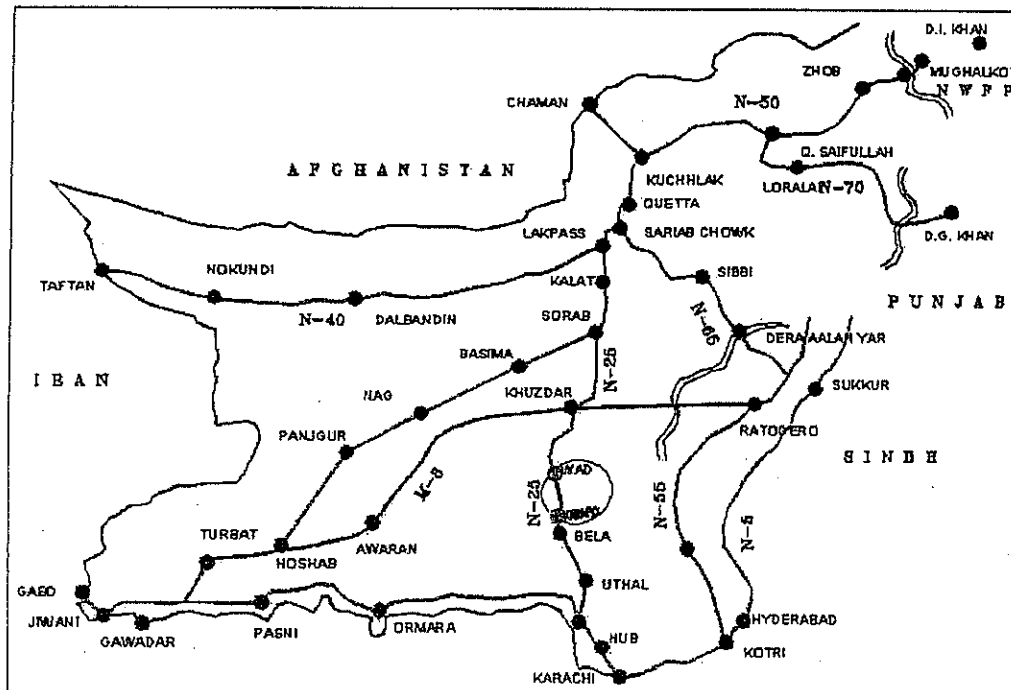 D.I. KHAN
MUGHALKOT
ZHOB
N W F P
CHAMAN
N-50
Q. SAIFULLAH
AFGHANISTAN
KUCHHLAK
LORALAI
N-70
QUETTA
LAKPASS
SARIAB CHOWK
D.G. KHAN
NOKUNDI
TAFTAN
KALAT
SIBBI
PUNJAB
N-40
DALBANDIN
SORAB
N-65
DERA AALAH YAR
BASIMA
N-25
IRAN
NAG
KHUZDAR
SUKKUR
PANJGUR
RATOGERO
SINDH
M-8
N-25
N-55
N-5
TURBAT
HOSHAB
AWARAN
BELA
GABD
UTHAL
JIWANI
GAWADAR
PASNI
ORMARA
HUB
HYDERABAD
KARACHI
KOTRI